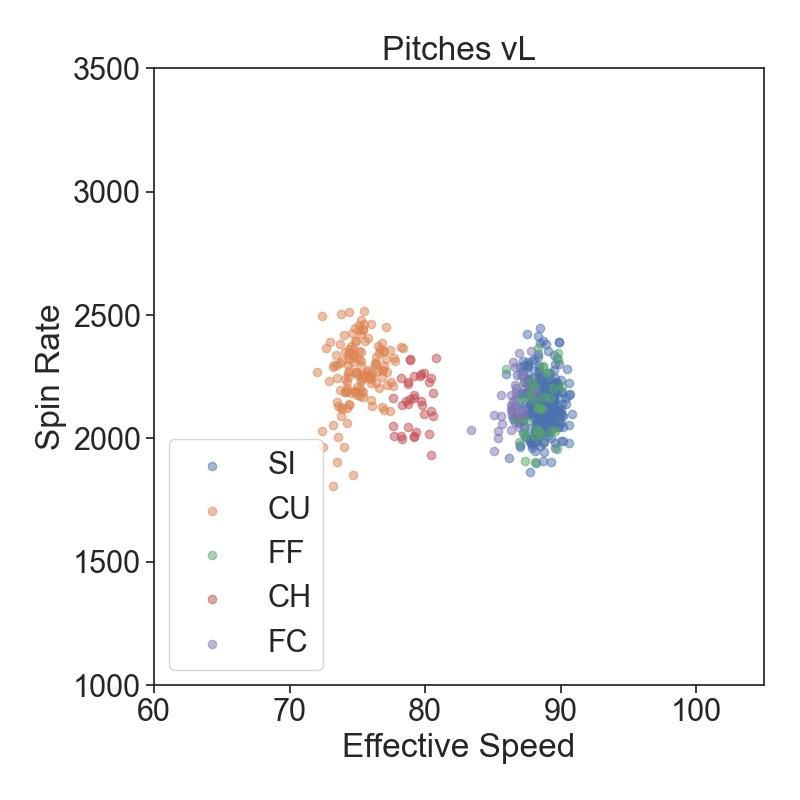 Pitches vL
3500
3000
2500
2000
1500
1000
Spin Rate
SI
CU
FF
CH
FC
60 70 80 90 100
Effective Speed